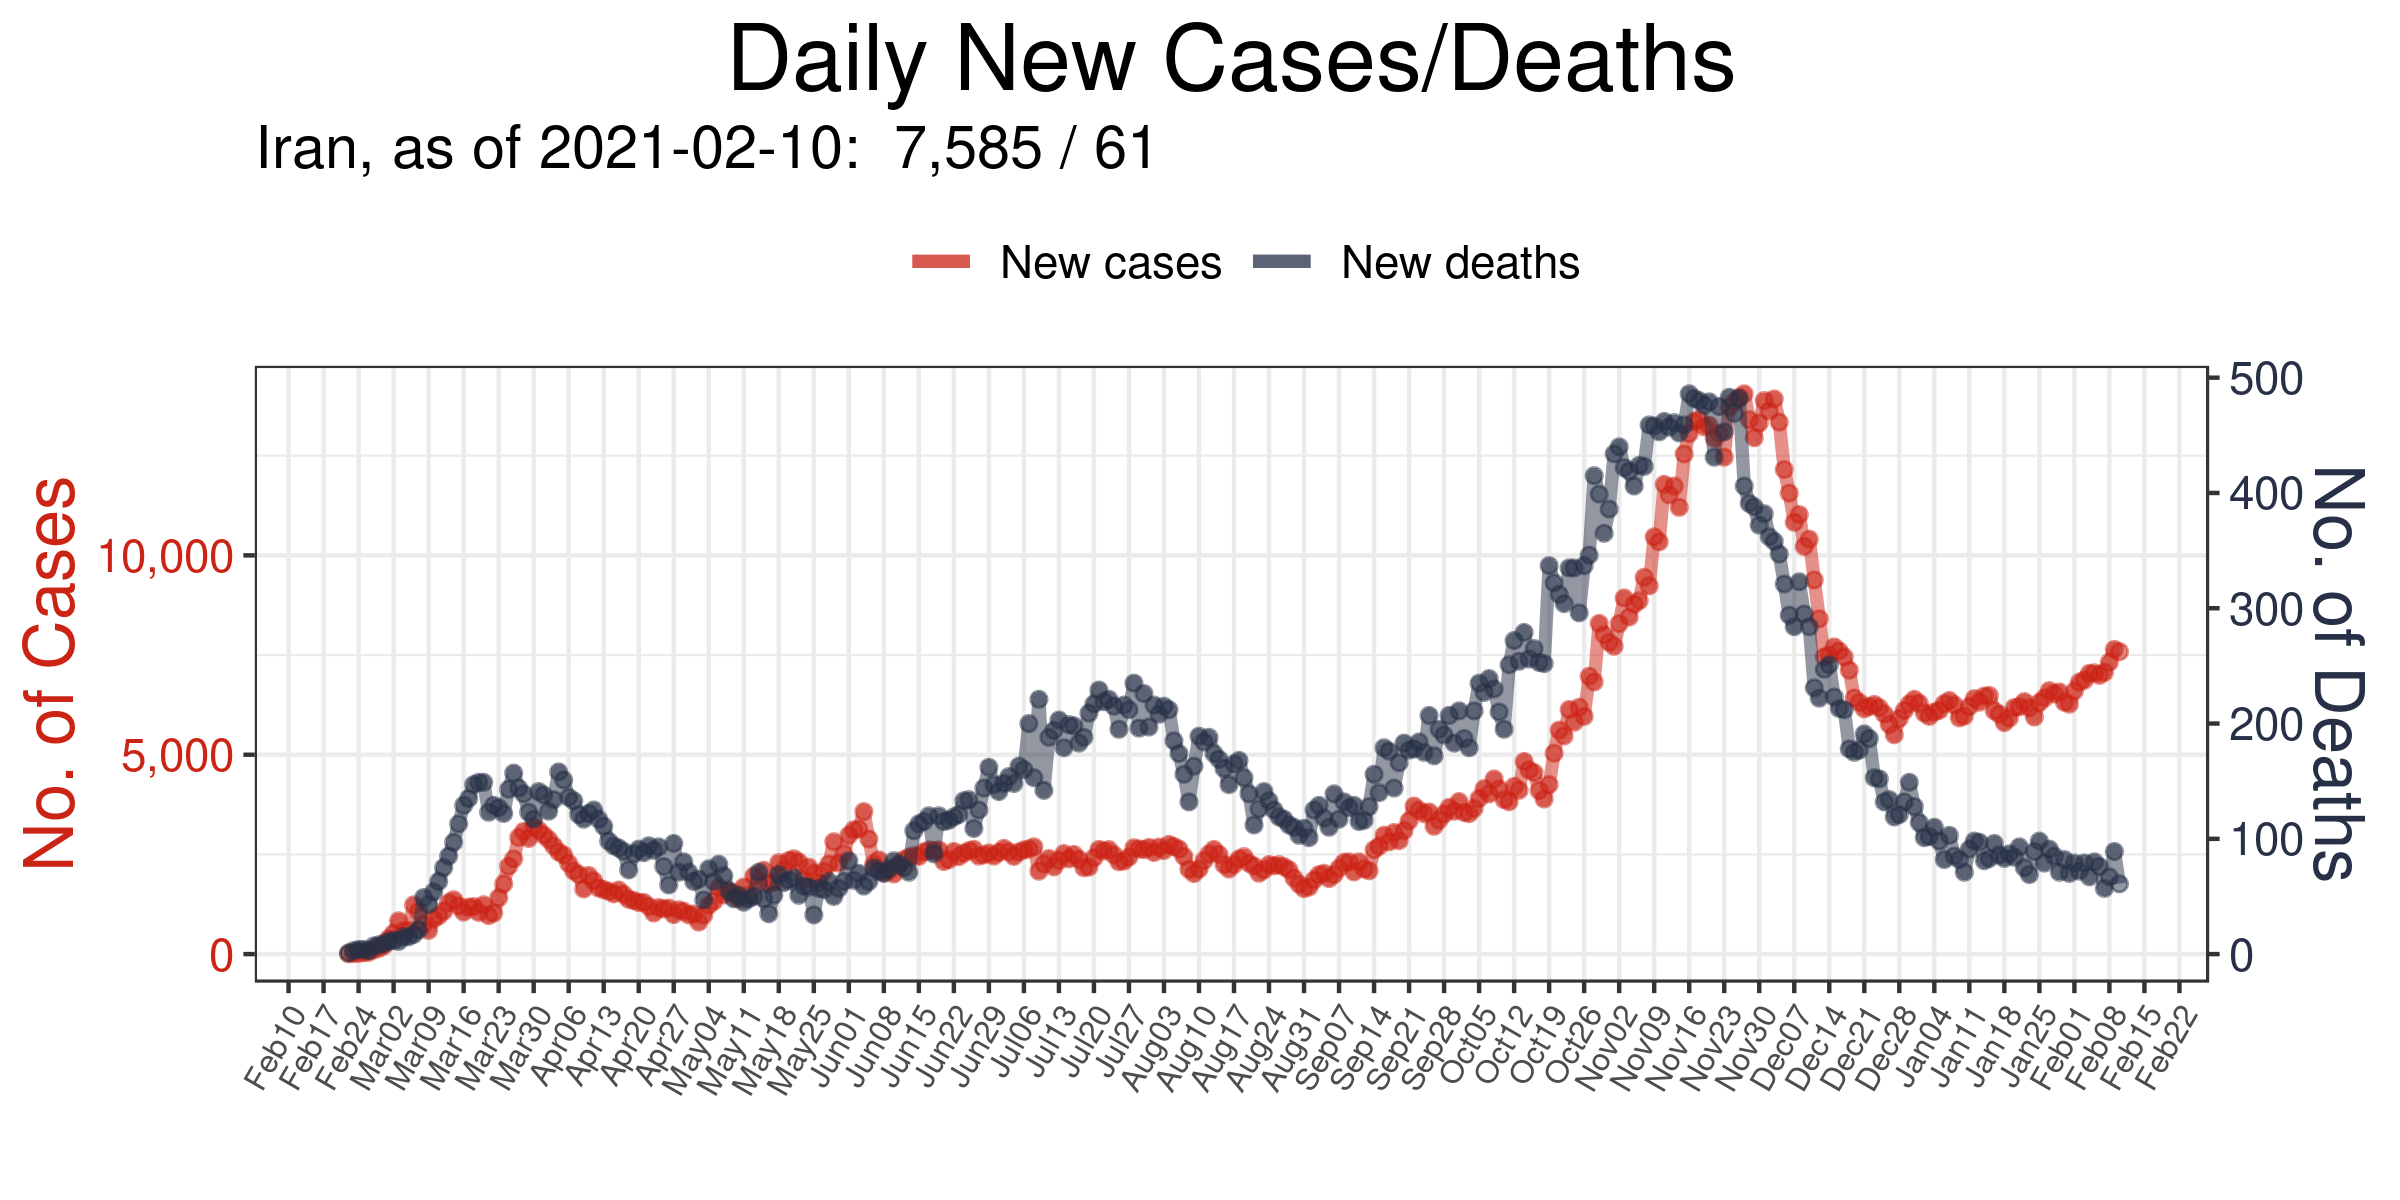 Daily New Cases/Deaths
Iran, as of 2021-02-10: 7,585 / 61
New cases
New deaths
No. of Cases
10,000
5,000
0
500
400
300
200
100
0
No. of Deaths
Feb10
Feb17
Feb24
Mar02
Mar09
Mar16
Mar23
Mar30
Apr06
Apr13
Apr20
Apr27
May04
May11
May18
May25
Jun01
Jun08
Jun15
Jun22
Jun29
Jul06
Jul13
Jul20
Jul27
Aug03
Aug10
Aug17
Aug24
Aug31
Sep07
Sep14
Sep21
Sep28
Oct05
Oct12
Oct19
Oct26
Nov02
Nov09
Nov16
Nov23
Nov30
Dec07
Dec14
Dec21
Dec28
Jan04
Jan11
Jan18
Jan25
Feb01
Feb08
Feb15
Feb22